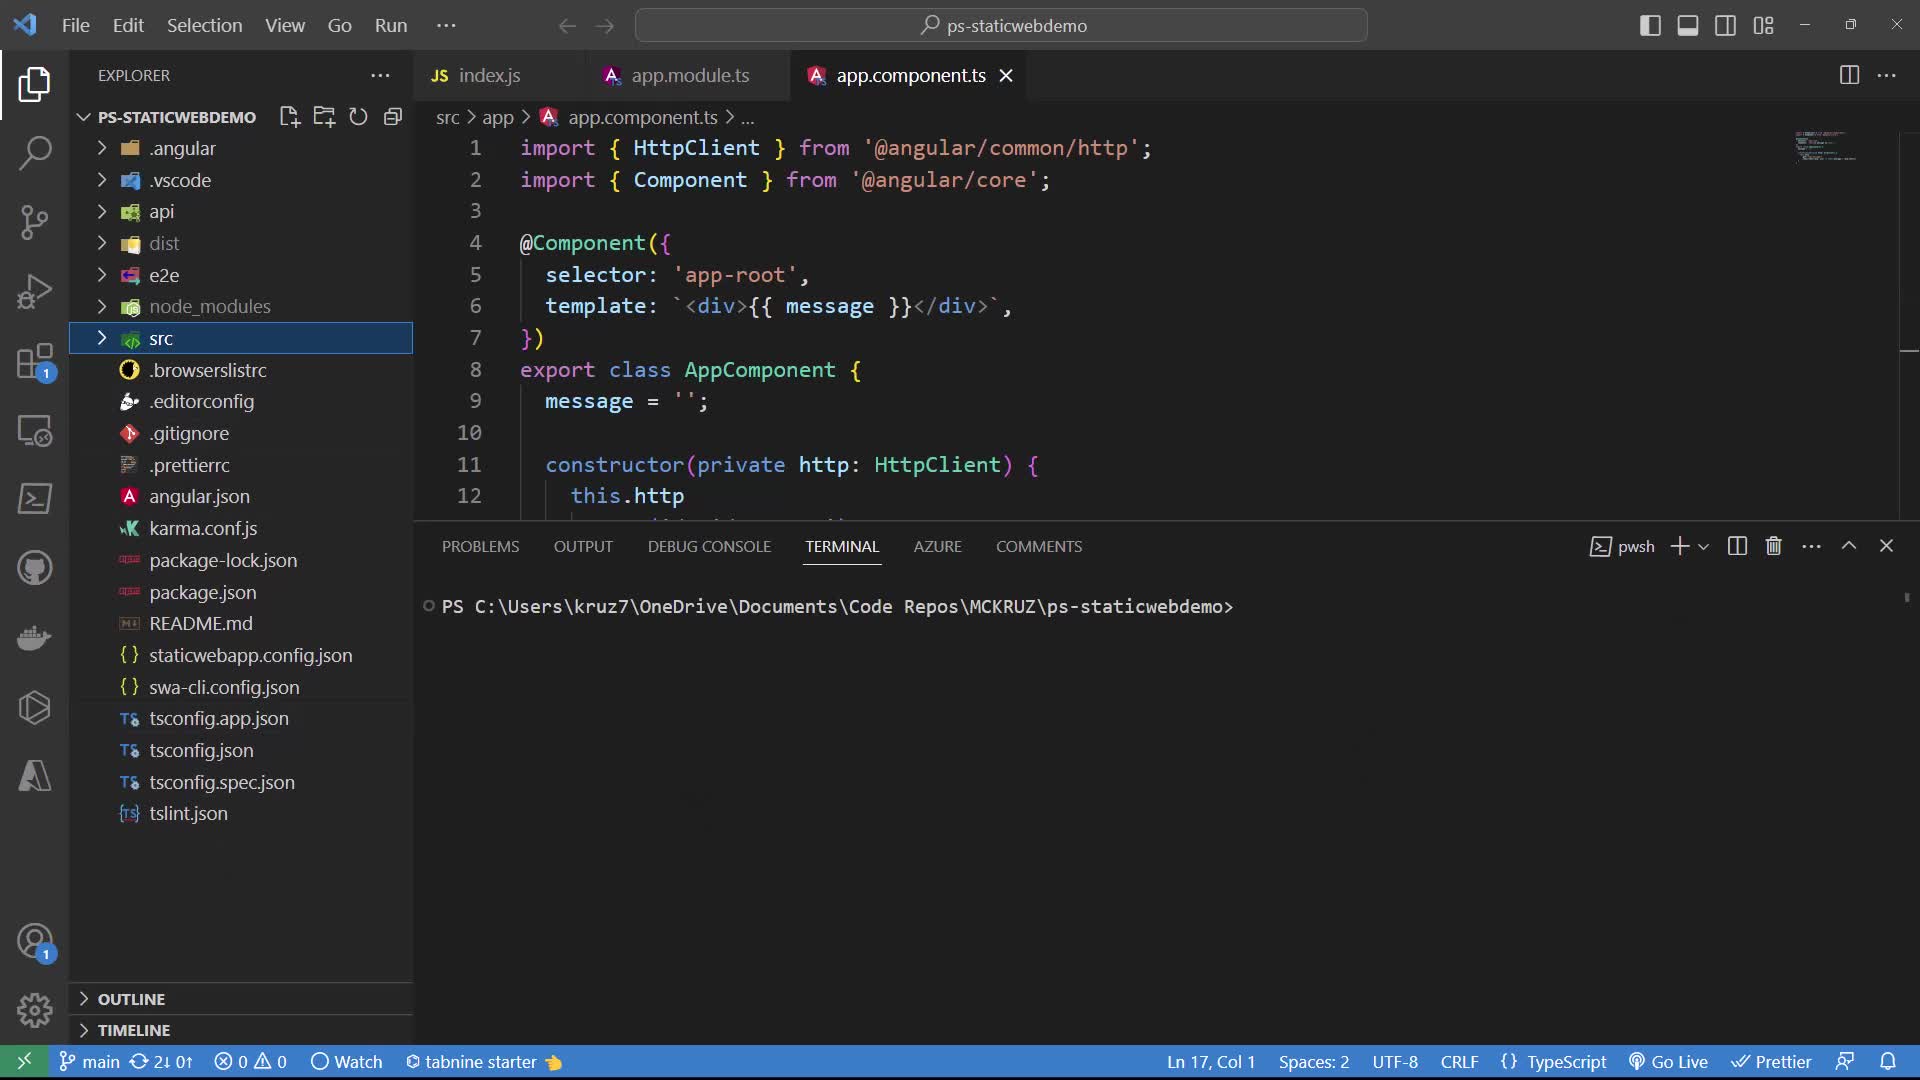 File Edit Selection View Go Run ...
ps-staticwebdemo
EXPLORER
PS-STATICWEBDEMO
.angular
.vscode
api
dist
e2e
node_modules
src
.browserslistrc
.editorconfig
.gitignore
.prettierrc
angular.json
karma.conf.js
package-lock.json
package.json
README.md
staticwebapp.config.json
swa-cli.config.json
tsconfig.app.json
tsconfig.json
tsconfig.spec.json
tslint.json
OUTLINE
TIMELINE
1
1
JS index.js app.module.ts app.component.ts
src > app > app.component.ts > ...
1 import { HttpClient } from '@angular/common/http';
2 import { Component } from '@angular/core';
3
4 @Component({
5 selector: 'app-root',
6 template: `<div>{{ message }}</div>`,
7 })
8 export class AppComponent {
9 message = '';
10
11 constructor(private http: HttpClient) {
12 this.http
PROBLEMS OUTPUT DEBUG CONSOLE TERMINAL AZURE COMMENTS pwsh
PS C:\Users\kruz7\OneDrive\Documents\Code Repos\MCKRUZ\ps-staticwebdemo>
main 2↓ 0↑ 0 0 Watch tabnine starter 👈 Ln 17, Col 1 Spaces: 2 UTF-8 CRLF {} TypeScript Go Live Prettier